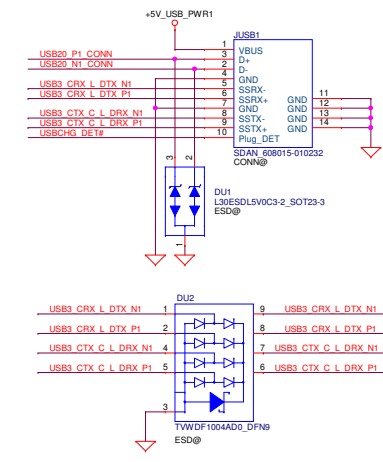 +5V_USB_PWR1
JUSB1
1 VBUS
USB20_P1_CONN 3 D+
USB20_N1_CONN 2 D-
4 GND
USB3_CRX_L_DTX_N1 5 SSRX-
USB3_CRX_L_DTX_P1 6 SSRX+ GND 11
7 GND GND 12
USB3_CTX_C_L_DRX_N1 8 SSTX- GND 13
USB3_CTX_C_L_DRX_P1 9 SSTX+ GND 14
USBCHG_DET# 10 Plug_DET
SDAN_608015-010232
CONN@
3 2
DU1
L30ESDL5V0C3-2_SOT23-3
ESD@
1
DU2
USB3_CRX_L_DTX_N1 1 9 USB3_CRX_L_DTX_N1
USB3_CRX_L_DTX_P1 2 8 USB3_CRX_L_DTX_P1
USB3_CTX_C_L_DRX_N1 4 7 USB3_CTX_C_L_DRX_N1
USB3_CTX_C_L_DRX_P1 5 6 USB3_CTX_C_L_DRX_P1
3
TVWDF1004AD0_DFN9
ESD@